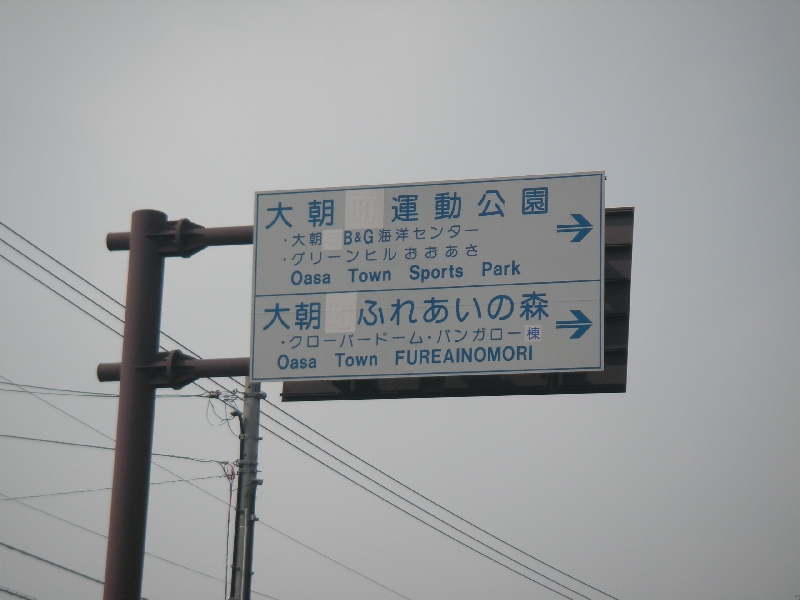 大朝 運動公園
・大朝 B&G海洋センター
・グリーンヒル おおあさ
Oasa Town Sports Park
大朝 ふれあいの森
・クローバードーム・バンガロー棟
Oasa Town FUREAINOMORI